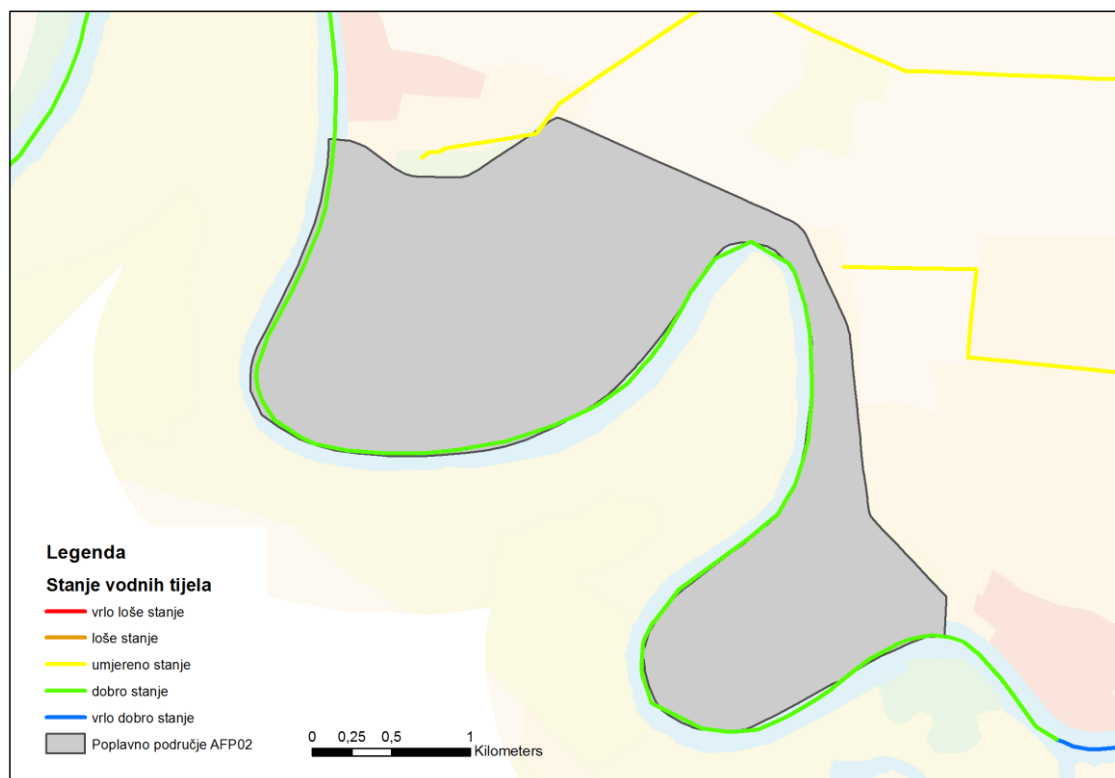 Legenda
Stanje vodnih tijela
vrlo loše stanje
loše stanje
umjereno stanje
dobro stanje
vrlo dobro stanje
Poplavno područje AFP02
0 0,25 0,5 1
Kilometers